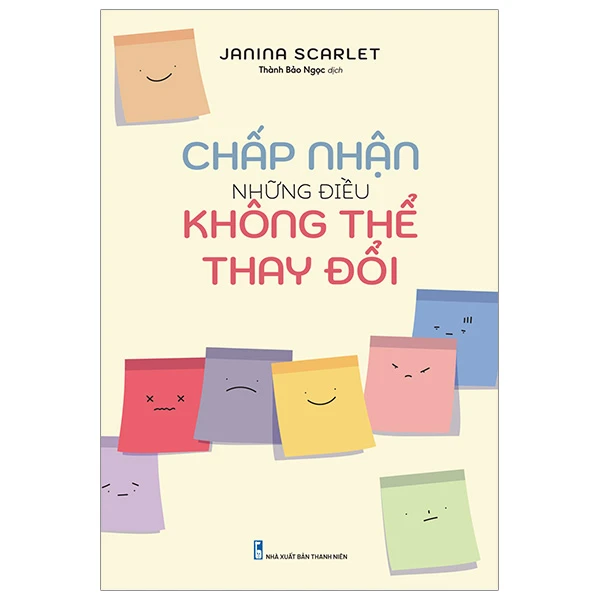 JANINA SCARLET
Thành Bảo Ngọc dịch
CHẤP NHẬN
NHỮNG ĐIỀU
KHÔNG THỂ
THAY ĐỔI
NHÀ XUẤT BẢN THANH NIÊN